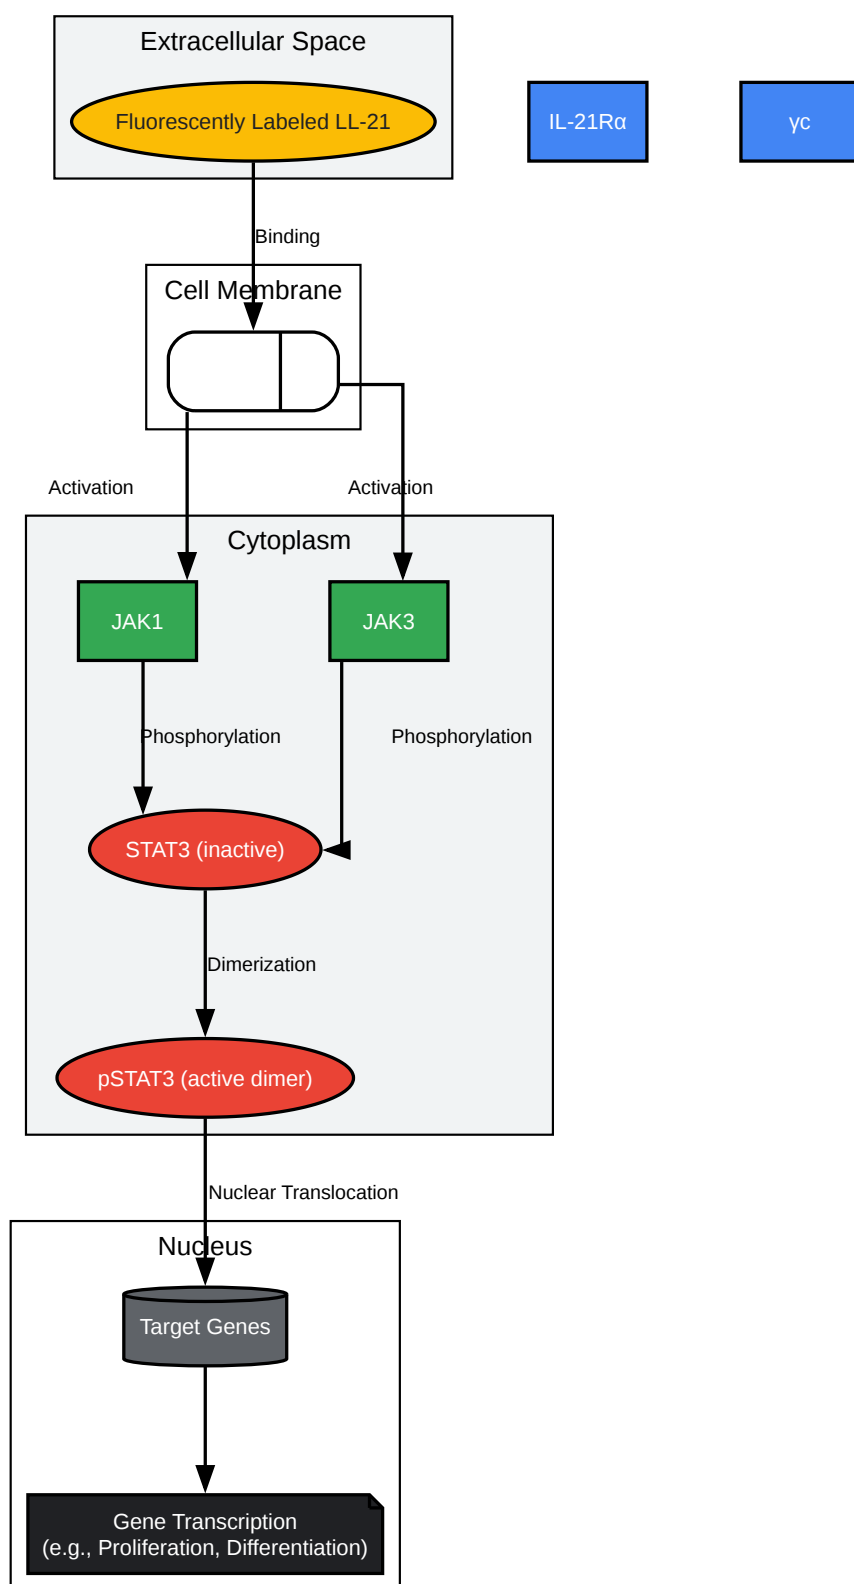 Extracellular Space
Fluorescently Labeled LL-21
IL-21Rα
γc
Binding
Cell Membrane
Activation
Activation
Cytoplasm
JAK1
JAK3
Phosphorylation
Phosphorylation
STAT3 (inactive)
Dimerization
pSTAT3 (active dimer)
Nuclear Translocation
Nucleus
Target Genes
Gene Transcription
(e.g., Proliferation, Differentiation)